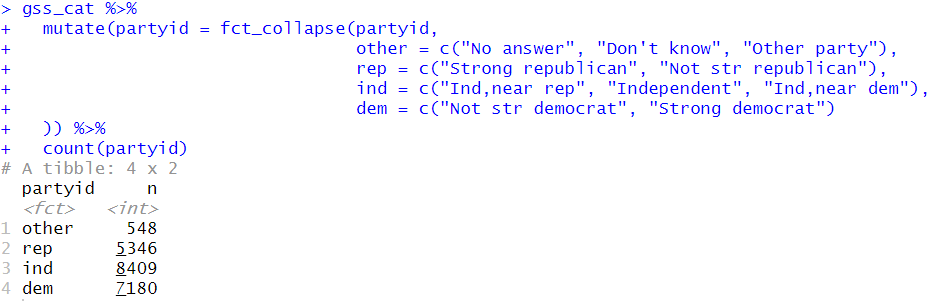 > gss_cat %>%
+   mutate(partyid = fct_collapse(partyid,
+                                 other = c("No answer", "Don't know", "Other party"),
+                                 rep = c("Strong republican", "Not str republican"),
+                                 ind = c("Ind,near rep", "Independent", "Ind,near dem"),
+                                 dem = c("Not str democrat", "Strong democrat")
+   )) %>%
+   count(partyid)
# A tibble: 4 x 2
  partyid     n
  <fct>   <int>
1 other     548
2 rep      5346
3 ind      8409
4 dem      7180